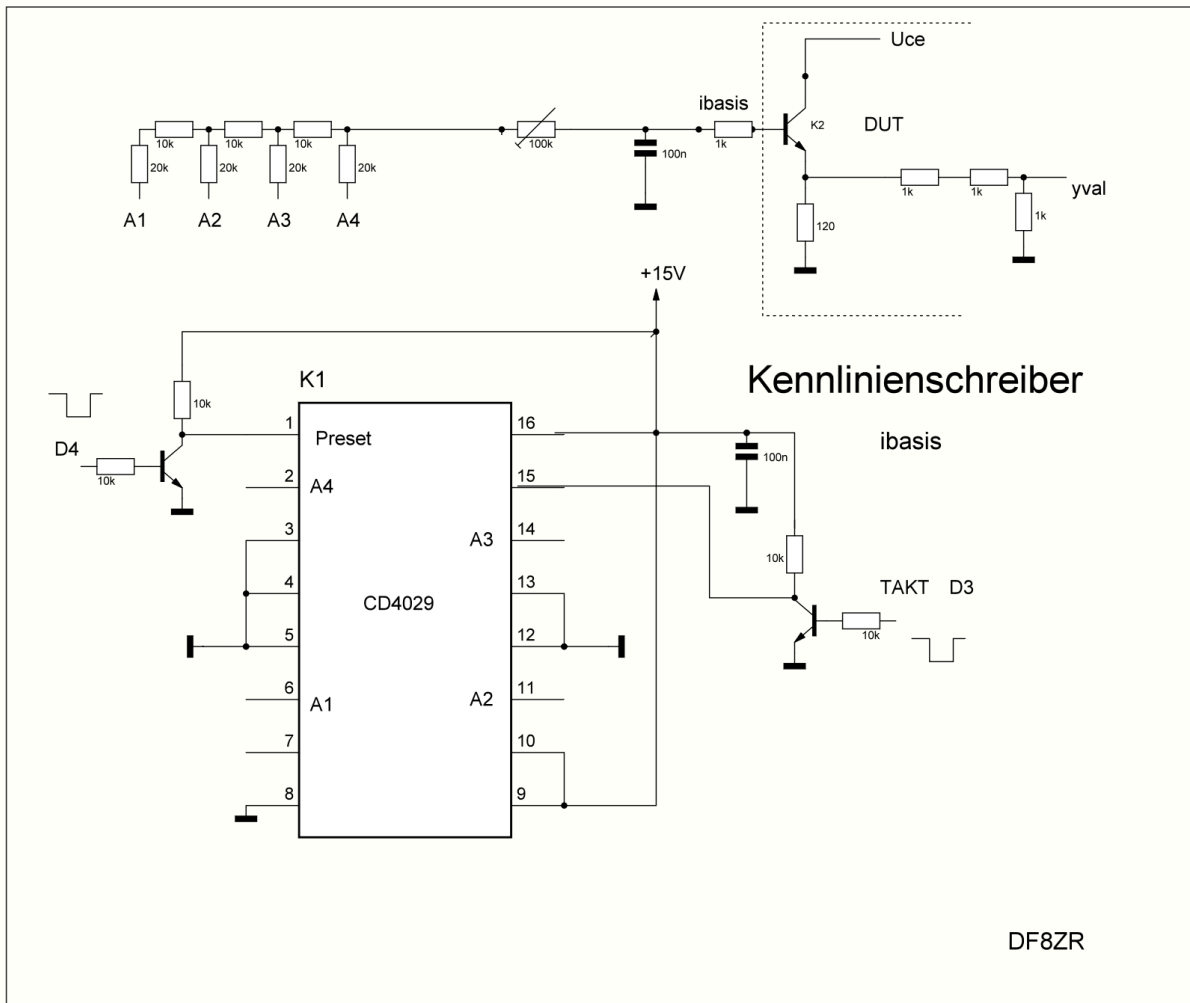 Uce
ibasis
K2
DUT
10k
10k
10k
100k
1k
100n
20k
20k
20k
20k
1k
1k
yval
A1
A2
A3
A4
120
1k
+15V
K1
Kennlinienschreiber
10k
1
Preset
16
ibasis
D4
100n
10k
2
A4
15
3
A3
14
10k
4
CD4029
13
TAKT D3
5
12
10k
6
A1
A2
11
7
10
8
9
DF8ZR